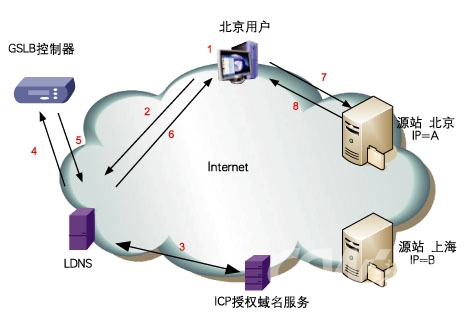 北京用户
GSLB控制器
1
7
8
2
6
4
5
源站 北京
IP=A
Internet
3
LDNS
源站 上海
IP=B
ICP授权域名服务